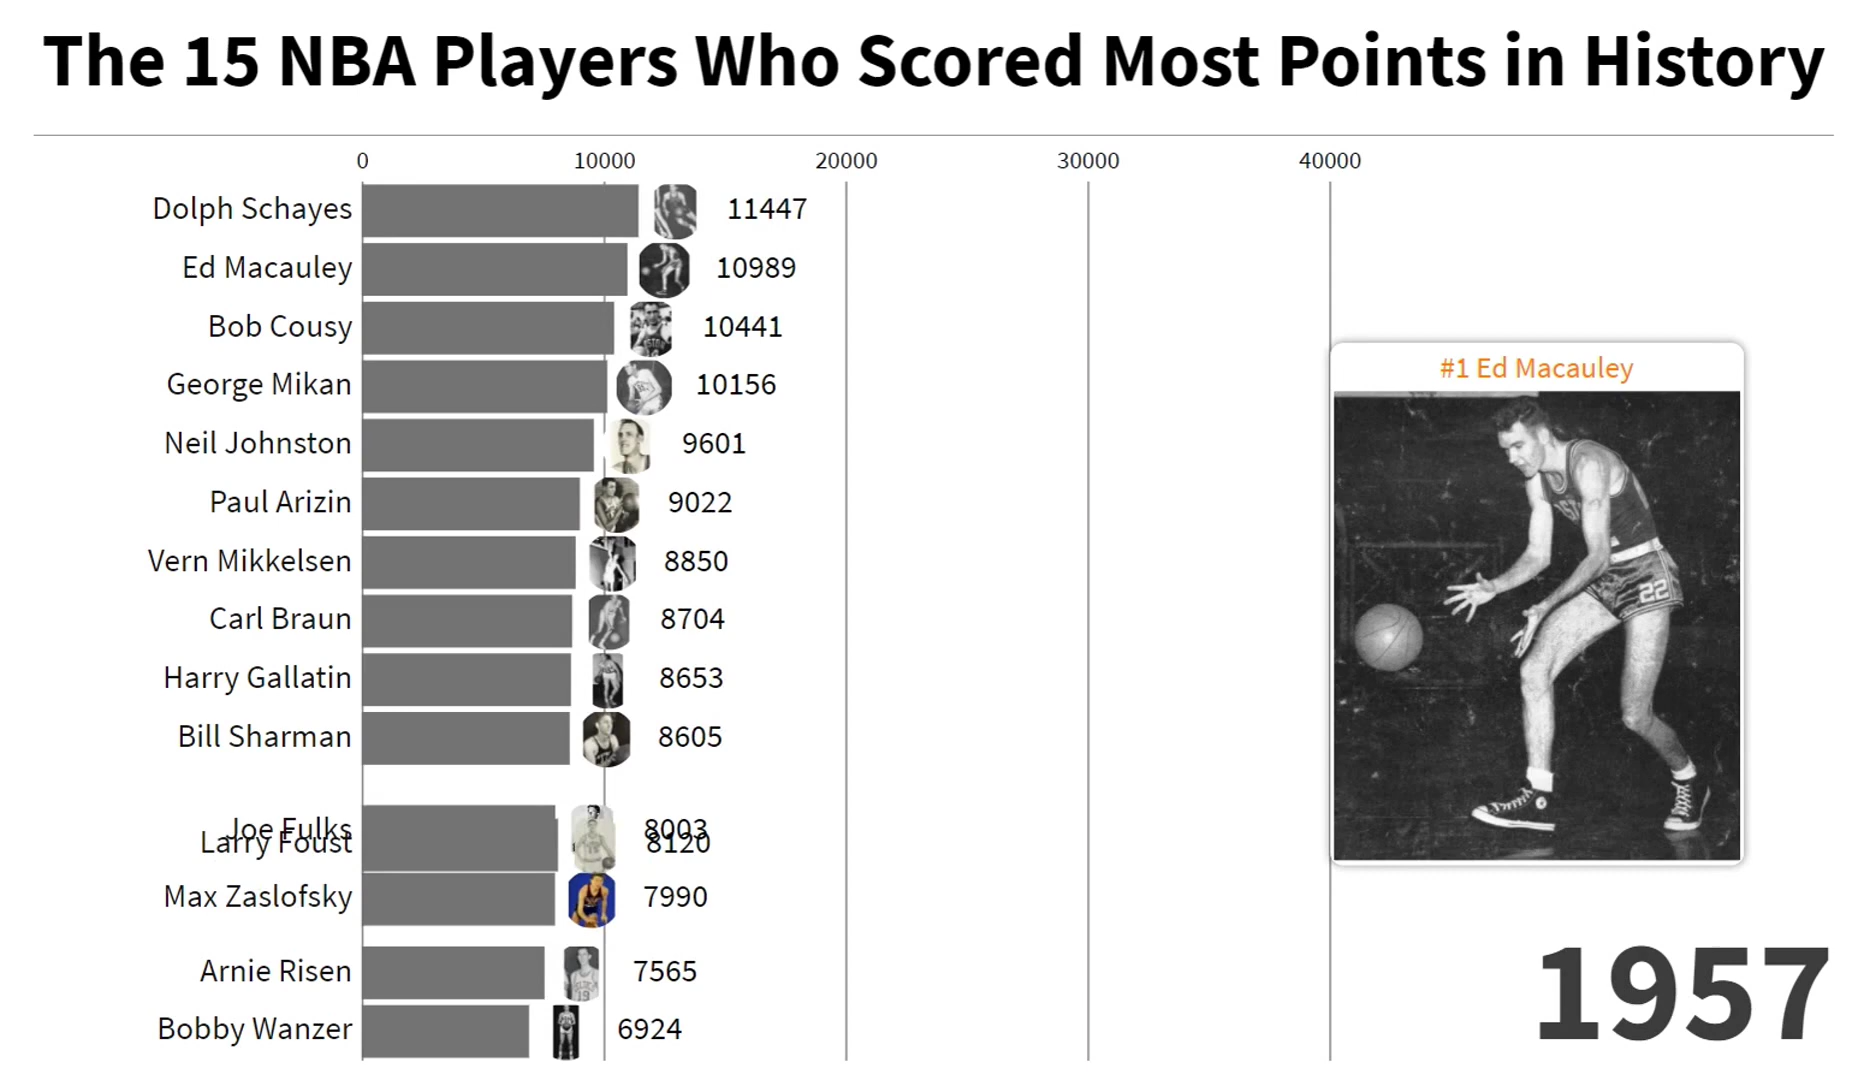 The 15 NBA Players Who Scored Most Points in History
0 10000 20000 30000 40000
Dolph Schayes 11447
Ed Macauley 10989
Bob Cousy 10441
George Mikan 10156
Neil Johnston 9601
Paul Arizin 9022
Vern Mikkelsen 8850
Carl Braun 8704
Harry Gallatin 8653
Bill Sharman 8605
Joe Fulks 8003
Larry Foust 8120
Max Zaslofsky 7990
Arnie Risen 7565
Bobby Wanzer 6924
#1 Ed Macauley
22
1957